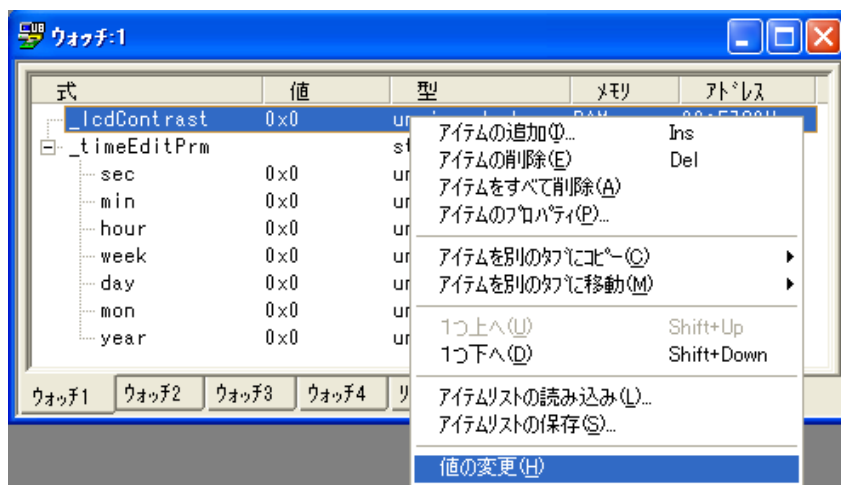 ウォッチ:1
式 値 型 メモリ アドレス
_lcdContrast 0x0
_timeEditPrm
sec 0x0
min 0x0
hour 0x0
week 0x0
day 0x0
mon 0x0
year 0x0
ウォッチ1 ウォッチ2 ウォッチ3 ウォッチ4
アイテムの追加(I)... Ins
アイテムの削除(E) Del
アイテムをすべて削除(A)
アイテムのプロパティ(P)...
アイテムを別のタブにコピー(C)
アイテムを別のタブに移動(M)
1つ上へ(U) Shift+Up
1つ下へ(D) Shift+Down
アイテムリストの読み込み(L)...
アイテムリストの保存(S)...
値の変更(H)